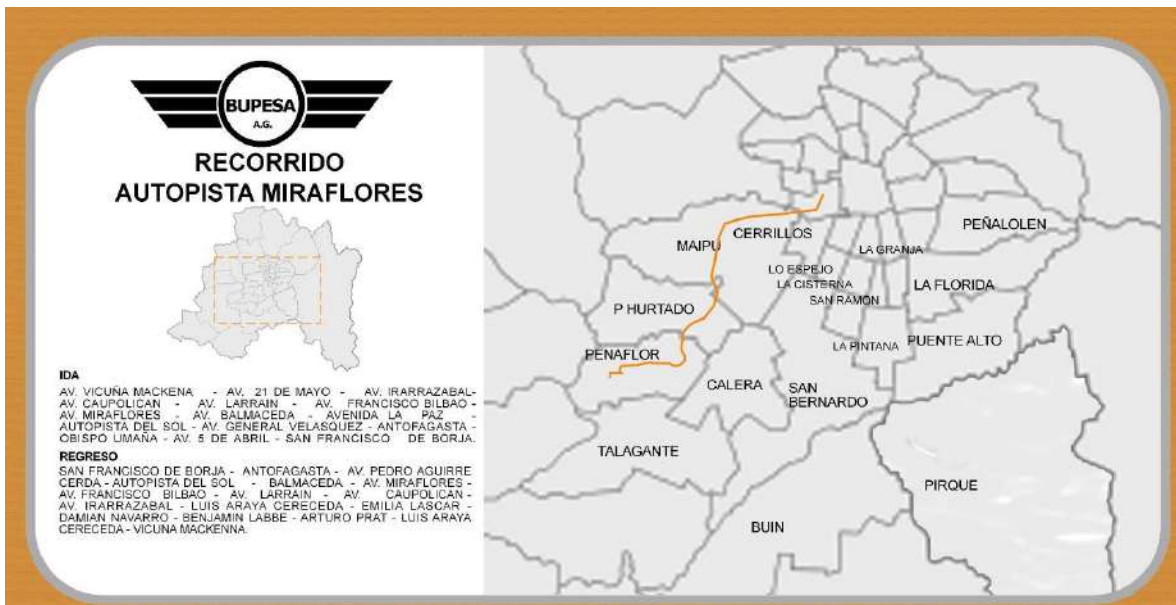 BUPESA
A.G.
RECORRIDO
AUTOPISTA MIRAFLORES
IDA
AV. VICUÑA MACKENA - AV. 21 DE MAYO - AV. IRARRAZABAL-
AV. CAUPOLICAN - AV. LARRAIN - AV. FRANCISCO BILBAO -
AV. MIRAFLORES - AV. BALMACEDA - AVENIDA LA PAZ -
AUTOPISTA DEL SOL - AV. GENERAL VELASQUEZ - ANTOFAGASTA -
OBISPO UMAÑA - AV. 5 DE ABRIL - SAN FRANCISCO DE BORJA.
REGRESO
SAN FRANCISCO DE BORJA - ANTOFAGASTA - AV. PEDRO AGUIRRE
CERDA - AUTOPISTA DEL SOL - BALMACEDA - AV. MIRAFLORES -
AV. FRANCISCO BILBAO - AV. LARRAIN - AV. CAUPOLICAN -
AV. IRARRAZABAL - LUIS ARAYA CERECEDA - EMILIA LASCAR -
DAMIAN NAVARRO - BENJAMIN LABBE - ARTURO PRAT - LUIS ARAYA
CERECEDA - VICUNA MACKENNA.
PEÑALOLEN
CERRILLOS
MAIPU
LA GRANJA
LO ESPEJO
LA CISTERNA
LA FLORIDA
SAN RAMON
P HURTADO
LA PINTANA
PUENTE ALTO
PEÑAFLOR
CALERA
SAN
BERNARDO
TALAGANTE
PIRQUE
BUIN